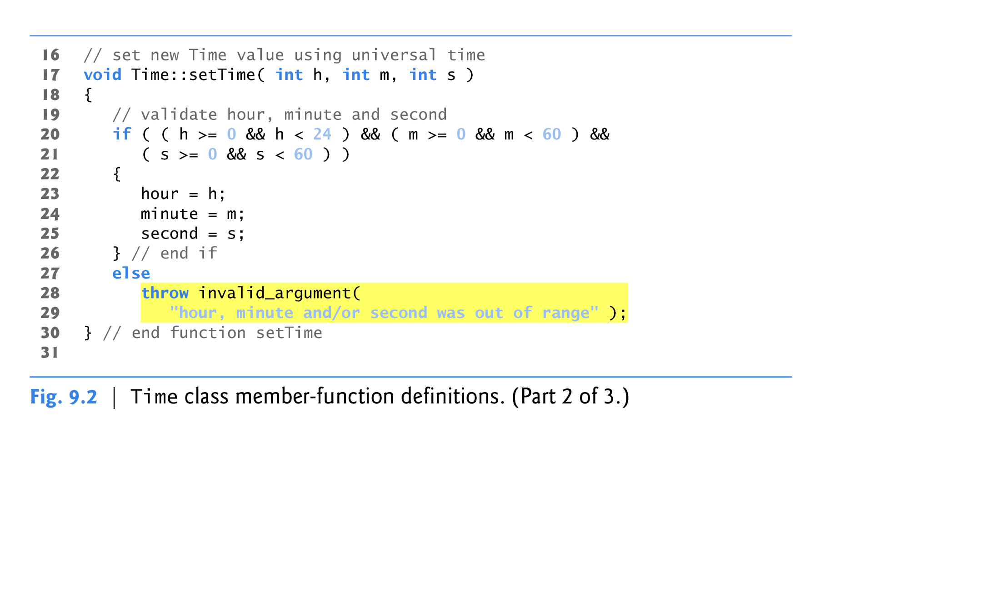 16 // set new Time value using universal time
17 void Time::setTime( int h, int m, int s )
18 {
19    // validate hour, minute and second
20    if ( ( h >= 0 && h < 24 ) && ( m >= 0 && m < 60 ) &&
21       ( s >= 0 && s < 60 ) )
22    {
23       hour = h;
24       minute = m;
25       second = s;
26    } // end if
27    else
28       throw invalid_argument(
29          "hour, minute and/or second was out of range" );
30 } // end function setTime
31
Fig. 9.2 | Time class member-function definitions. (Part 2 of 3.)